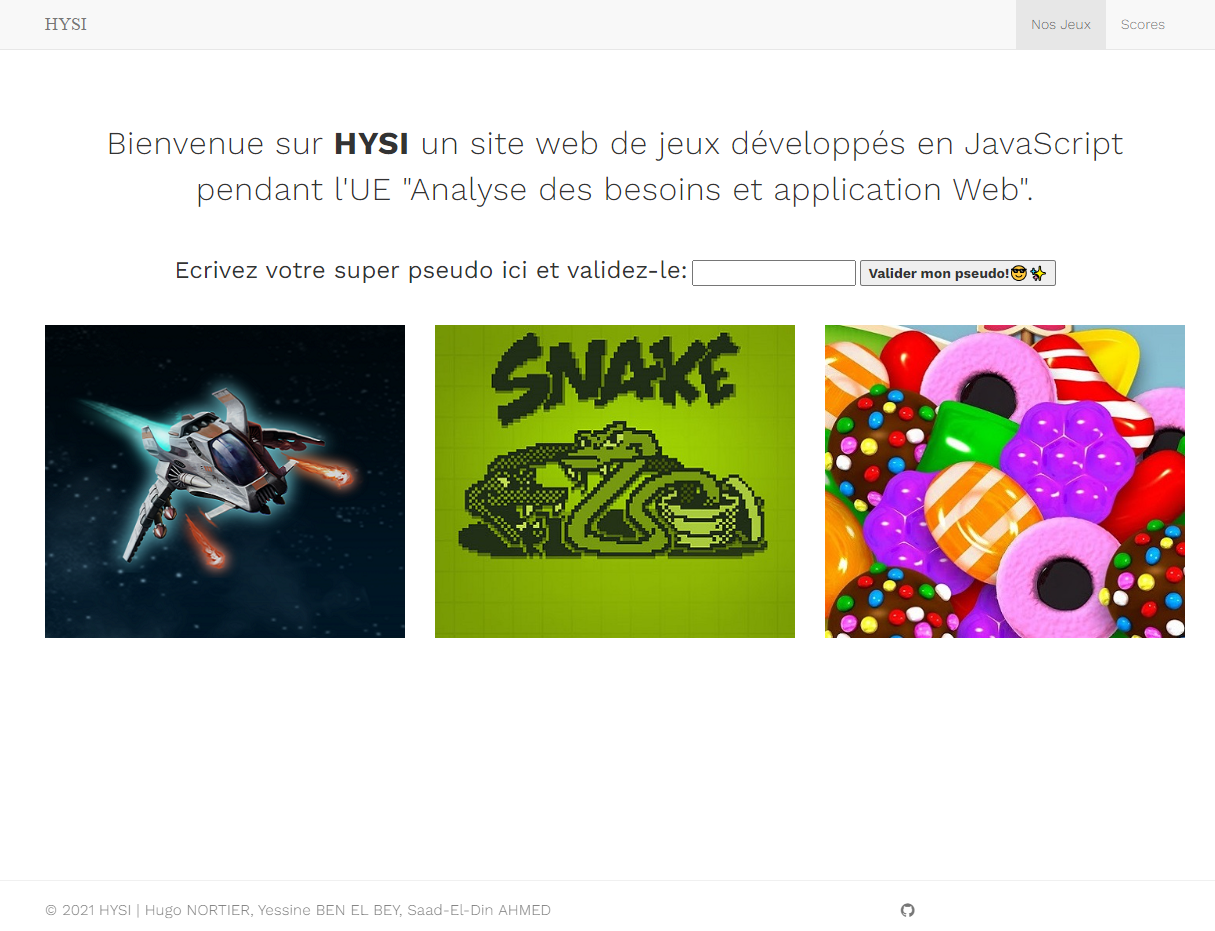 HYSI
Nos Jeux
Scores
Bienvenue sur HYSI un site web de jeux développés en JavaScript
pendant l'UE "Analyse des besoins et application Web".
Ecrivez votre super pseudo ici et validez-le:
Valider mon pseudo!😎✨
SNAKE
© 2021 HYSI | Hugo NORTIER, Yessine BEN EL BEY, Saad-El-Din AHMED